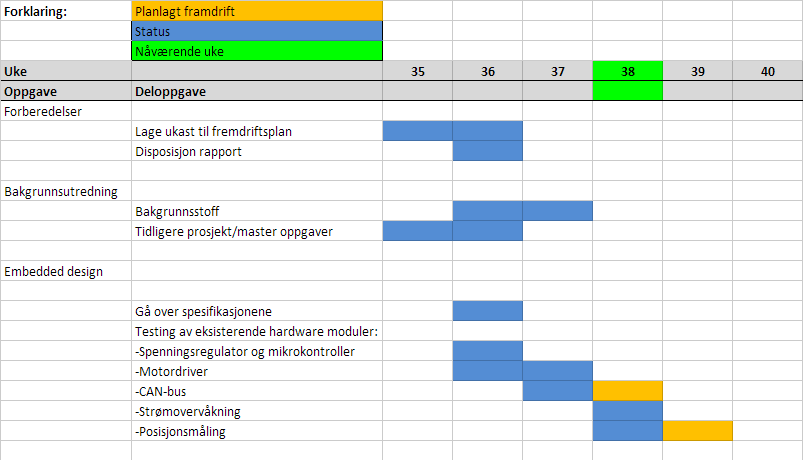 Forklaring: Planlagt framdrift
Status
Nåværende uke
Uke 35 36 37 38 39 40
Oppgave Deloppgave
Forberedelser
Lage ukast til fremdriftsplan
Disposisjon rapport
Bakgrunnsutredning
Bakgrunnsstoff
Tidligere prosjekt/master oppgaver
Embedded design
Gå over spesifikasjonene
Testing av eksisterende hardware moduler:
-Spenningsregulator og mikrokontroller
-Motordriver
-CAN-bus
-Strømovervåkning
-Posisjonsmåling